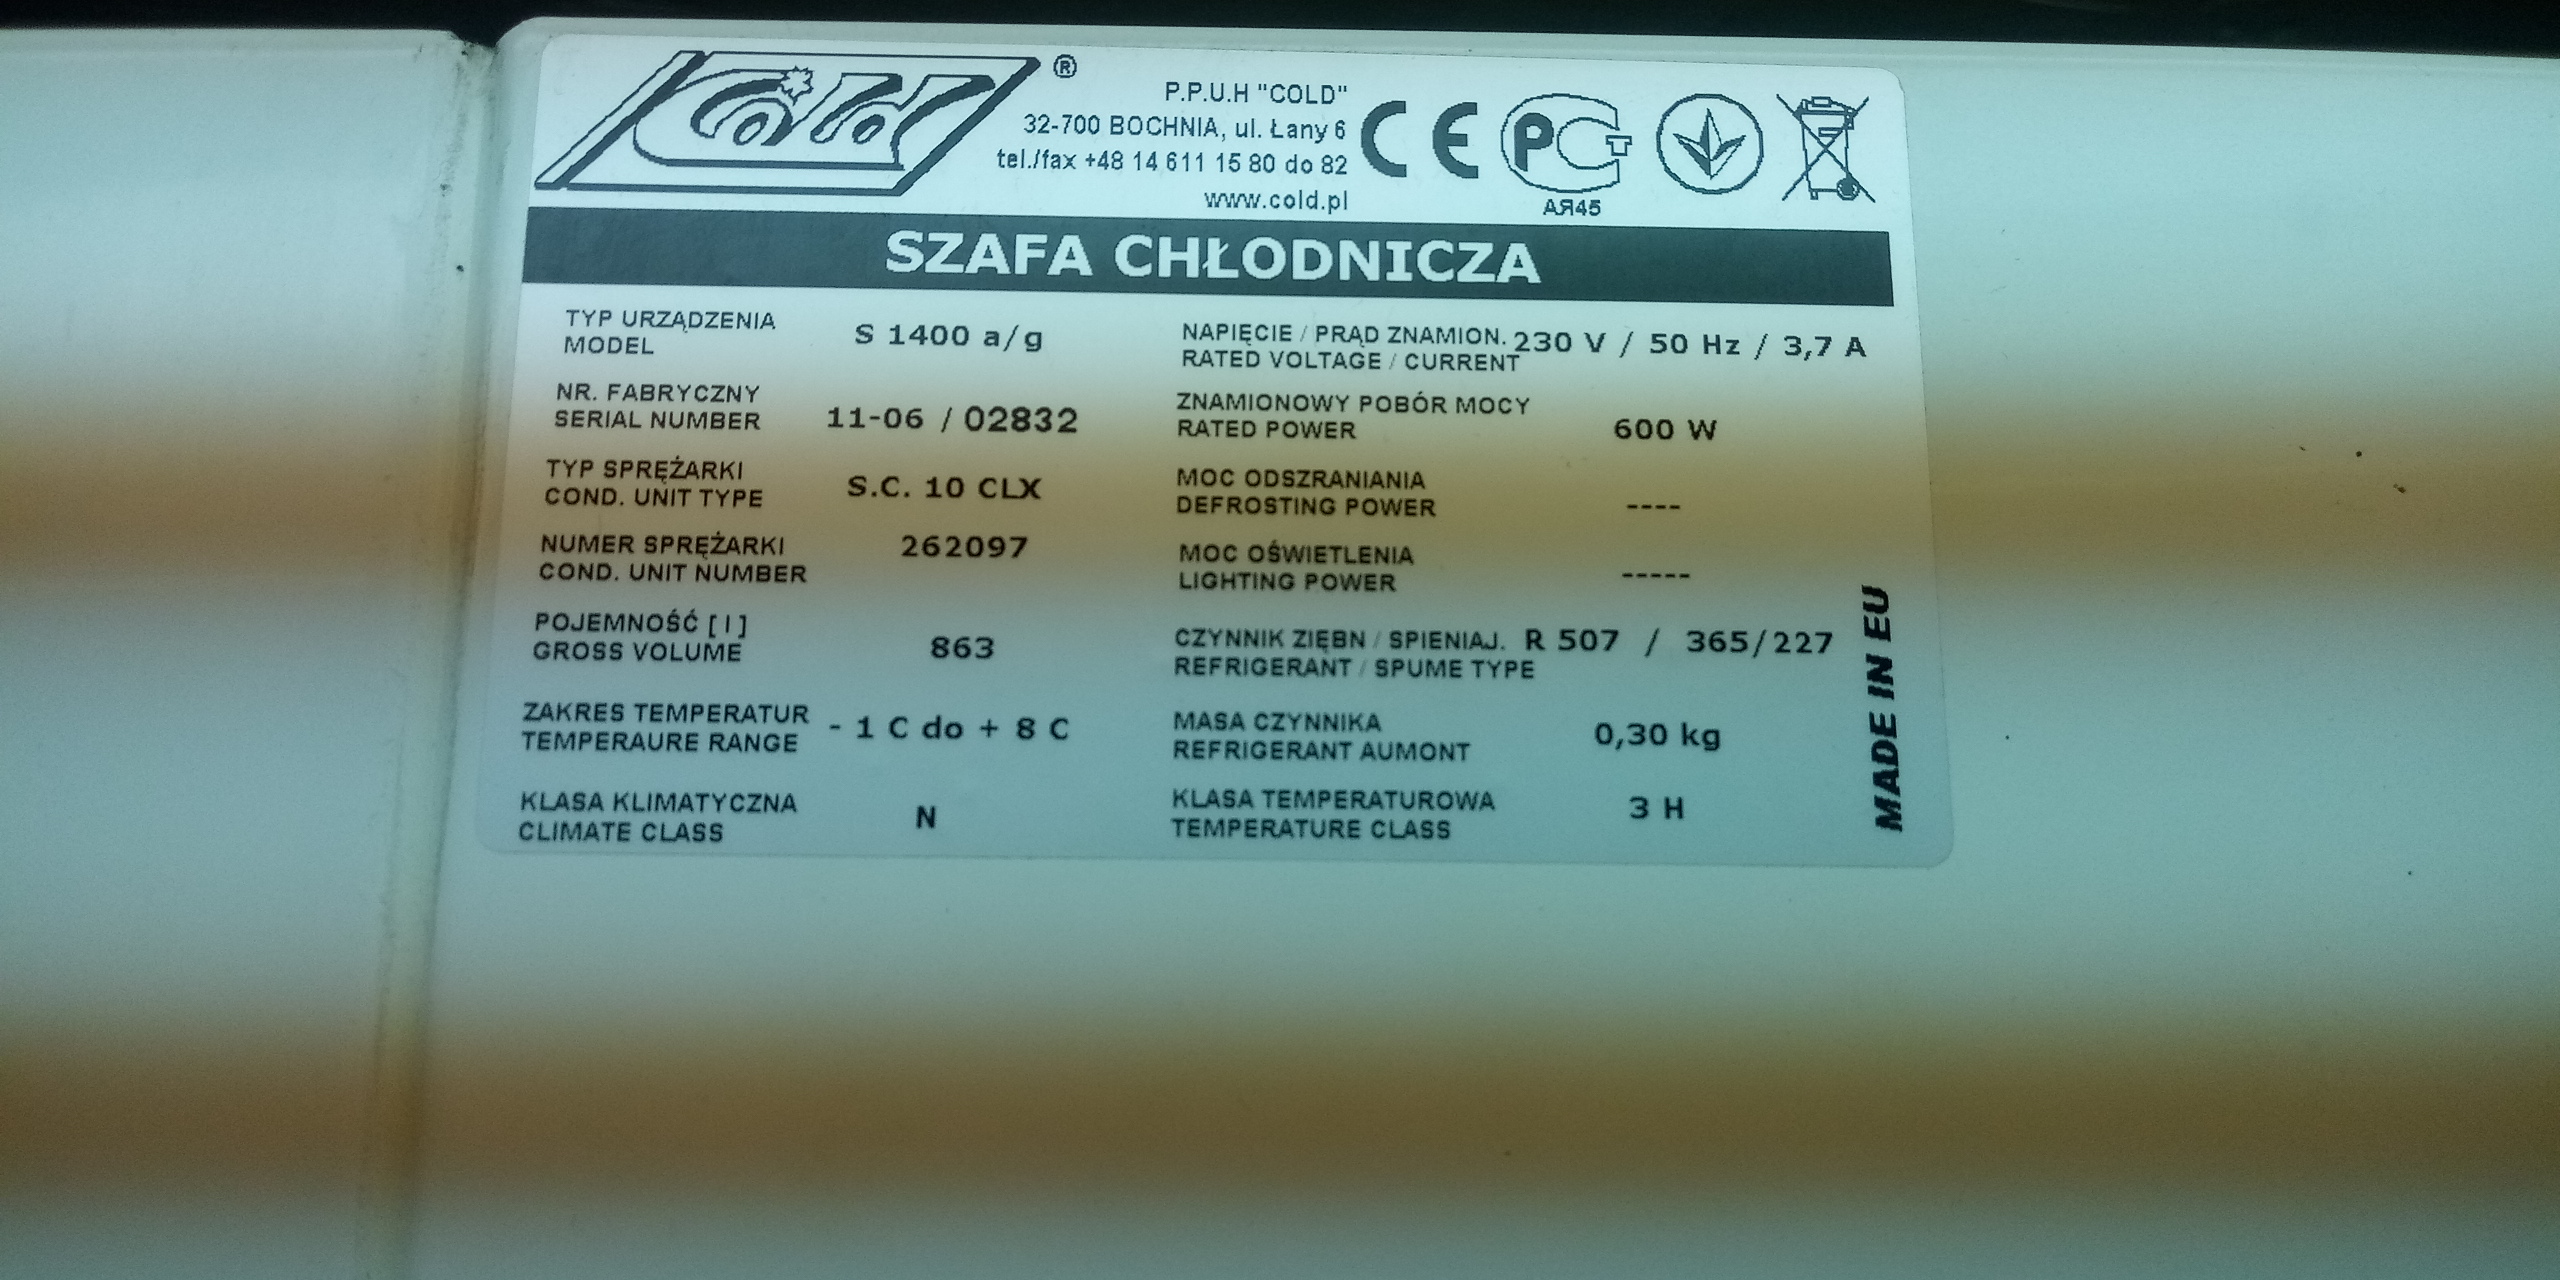 Cold ®
P.P.U.H "COLD"
32-700 BOCHNIA, ul. Łany 6
tel./fax +48 14 611 15 80 do 82
www.cold.pl
CE
PCT
AЯ45
SZAFA CHŁODNICZA
TYP URZĄDZENIA
MODEL
S 1400 a/g
NR. FABRYCZNY
SERIAL NUMBER
11-06 / 02832
TYP SPRĘŻARKI
COND. UNIT TYPE
S.C. 10 CLX
NUMER SPRĘŻARKI
COND. UNIT NUMBER
262097
POJEMNOŚĆ [ l ]
GROSS VOLUME
863
ZAKRES TEMPERATUR
TEMPERAURE RANGE
- 1 C do + 8 C
KLASA KLIMATYCZNA
CLIMATE CLASS
N
NAPIĘCIE / PRĄD ZNAMION.
RATED VOLTAGE / CURRENT
230 V / 50 Hz / 3,7 A
ZNAMIONOWY POBÓR MOCY
RATED POWER
600 W
MOC ODSZRANIANIA
DEFROSTING POWER
----
MOC OŚWIETLENIA
LIGHTING POWER
-----
CZYNNIK ZIĘBN / SPIENIAJ.
REFRIGERANT / SPUME TYPE
R 507 / 365/227
MASA CZYNNIKA
REFRIGERANT AUMONT
0,30 kg
KLASA TEMPERATUROWA
TEMPERATURE CLASS
3 H
MADE IN EU